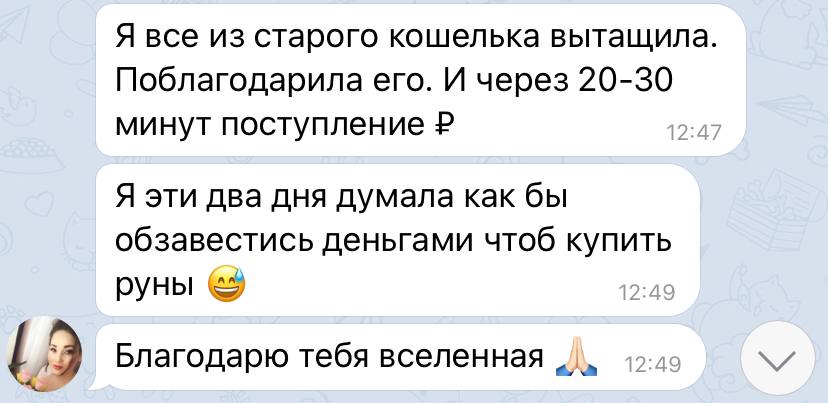 Я все из старого кошелька вытащила.
Поблагодарила его. И через 20-30
минут поступление ₽
12:47
Я эти два дня думала как бы
обзавестись деньгами чтоб купить
руны 😅
12:49
Благодарю тебя вселенная 🙏🏻
12:49